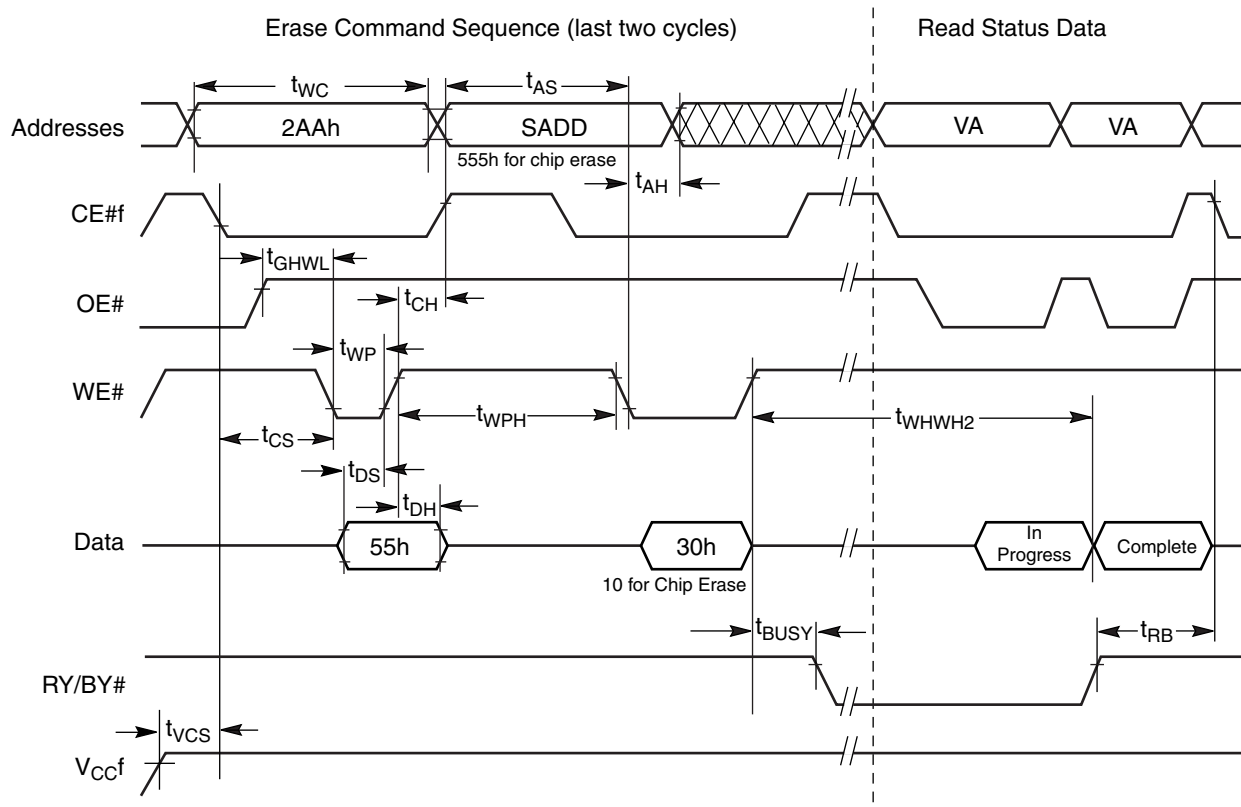 Erase Command Sequence (last two cycles)
Read Status Data
tWC
tAS
Addresses
2AAh
SADD
VA
VA
555h for chip erase
tAH
CE#f
tGHWL
OE#
tCH
tWP
WE#
tWPH
tWHWH2
tCS
tDS
tDH
Data
55h
30h
In
Progress
Complete
10 for Chip Erase
tBUSY
tRB
RY/BY#
tVCS
VCCf